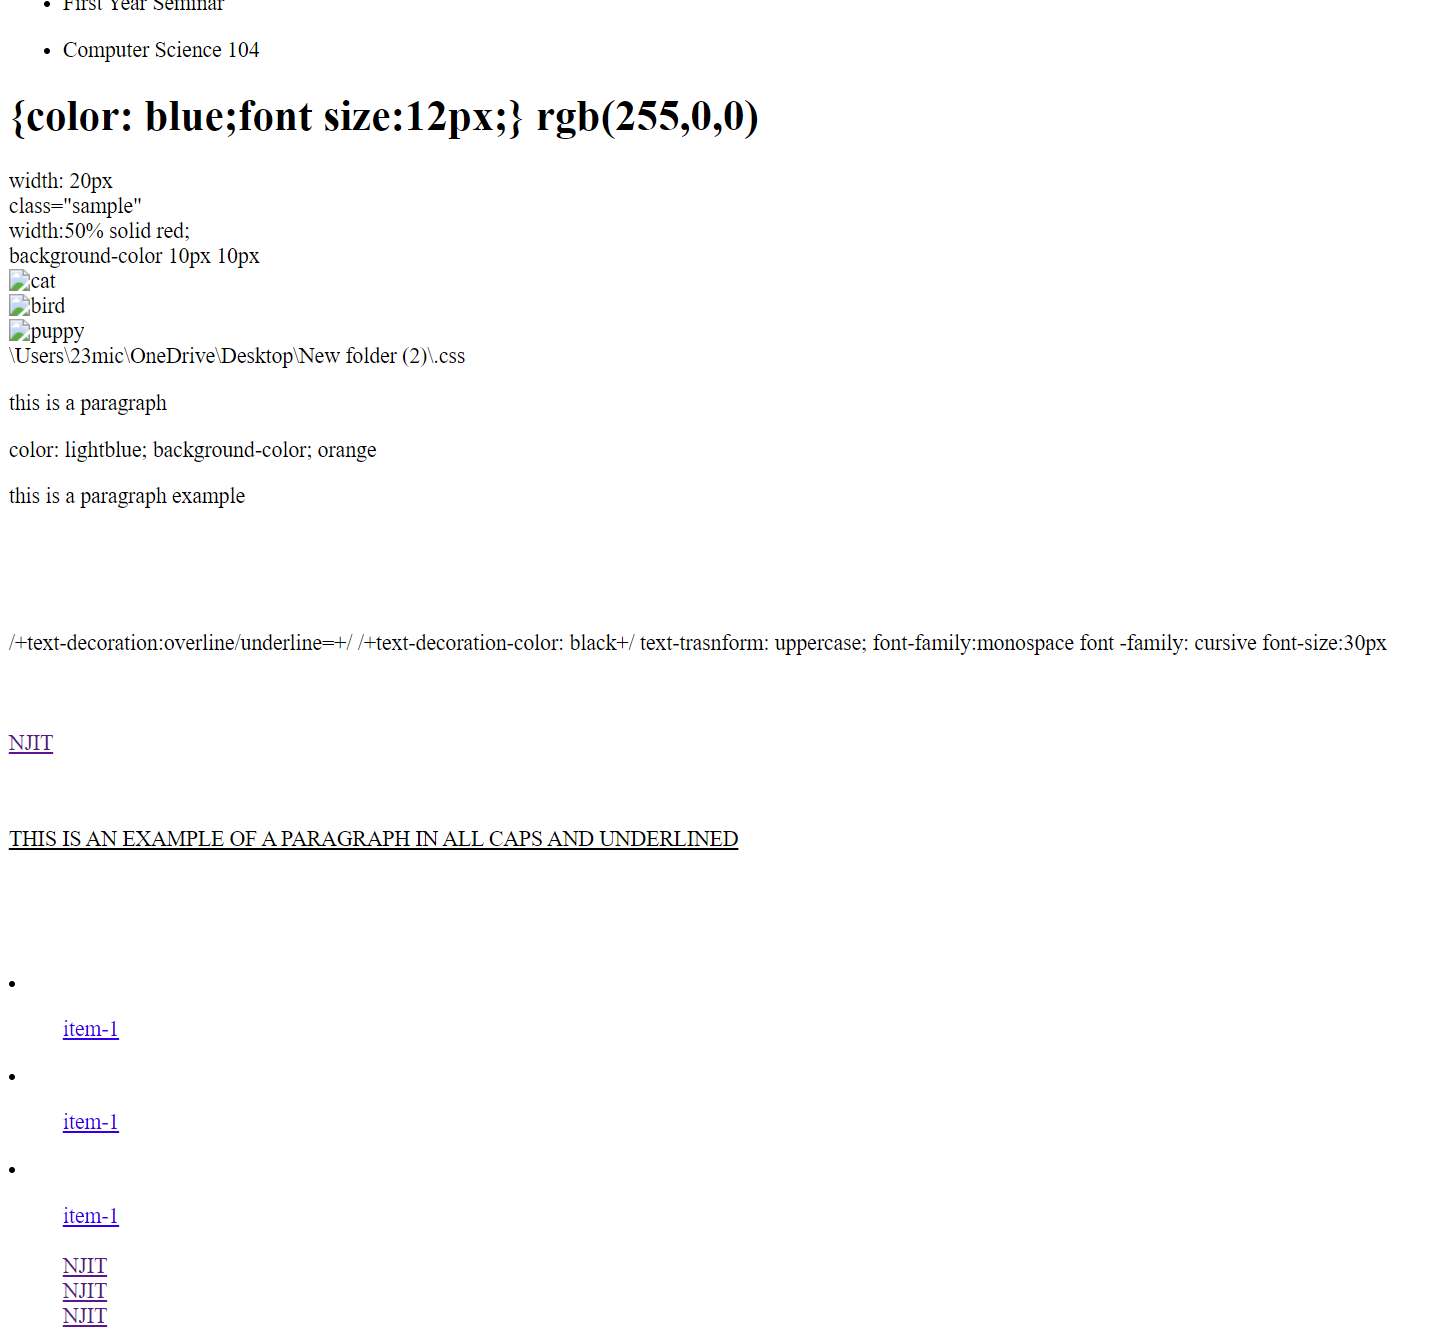 First Year Seminar
Computer Science 104
{color: blue;font size:12px;} rgb(255,0,0)
width: 20px
class="sample"
width:50% solid red;
background-color 10px 10px
cat
bird
puppy
\Users\23mic\OneDrive\Desktop\New folder (2)\.css
this is a paragraph
color: lightblue; background-color; orange
this is a paragraph example
/+text-decoration:overline/underline=+/ /+text-decoration-color: black+/ text-trasnform: uppercase; font-family:monospace font -family: cursive font-size:30px
NJIT
THIS IS AN EXAMPLE OF A PARAGRAPH IN ALL CAPS AND UNDERLINED
item-1
item-1
item-1
NJIT
NJIT
NJIT